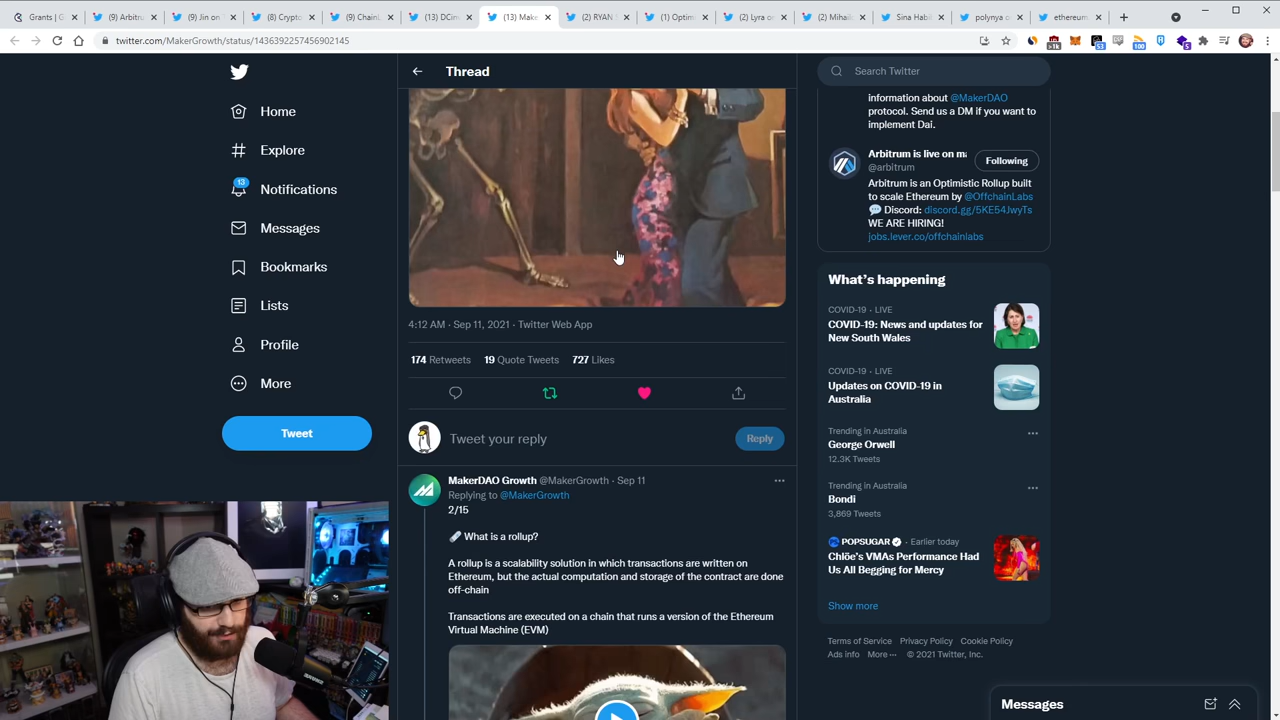 Grants | G
(9) Arbitru
(9) Jin on
(8) Crypto
(9) ChainL
(13) DCinv
(13) Make
(2) RYAN
(1) Optim
(2) Lyra o
(2) Mihail
Sina Habi
polynya o
ethereum
twitter.com/MakerGrowth/status/1436392257456902145
Home
Explore
13
Notifications
Messages
Bookmarks
Lists
Profile
More
Tweet
Thread
4:12 AM · Sep 11, 2021 · Twitter Web App
174 Retweets 19 Quote Tweets 727 Likes
Tweet your reply
Reply
MakerDAO Growth @MakerGrowth · Sep 11
Replying to @MakerGrowth
2/15
What is a rollup?
A rollup is a scalability solution in which transactions are written on
Ethereum, but the actual computation and storage of the contract are done
off-chain
Transactions are executed on a chain that runs a version of the Ethereum
Virtual Machine (EVM)
Search Twitter
information about @MakerDAO
protocol. Send us a DM if you want to
implement Dai.
Arbitrum is live on ma
@arbitrum
Following
Arbitrum is an Optimistic Rollup built
to scale Ethereum by @OffchainLabs
Discord: discord.gg/5KE54JwyTs
WE ARE HIRING!
jobs.lever.co/offchainlabs
What's happening
COVID-19 · LIVE
COVID-19: News and updates for
New South Wales
COVID-19 · LIVE
Updates on COVID-19 in
Australia
Trending in Australia
George Orwell
12.3K Tweets
Trending in Australia
Bondi
3,869 Tweets
POPSUGAR · Earlier today
Chlöe's VMAs Performance Had
Us All Begging for Mercy
Show more
Terms of Service Privacy Policy Cookie Policy
Ads info More ··· © 2021 Twitter, Inc.
Messages